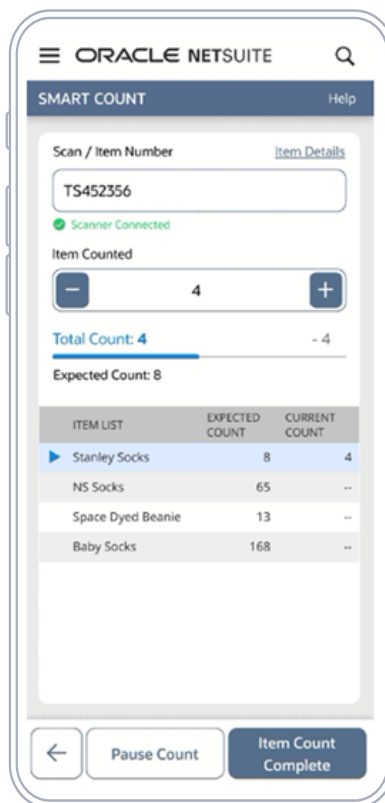 ORACLE NETSUITE
SMART COUNT Help
Scan / Item Number Item Details
TS452356
Scanner Connected
Item Counted
− 4 +
Total Count: 4 - 4
Expected Count: 8
ITEM LIST EXPECTED COUNT CURRENT COUNT
Stanley Socks 8 4
NS Socks 65 --
Space Dyed Beanie 13 --
Baby Socks 168 --
Pause Count
Item Count
Complete